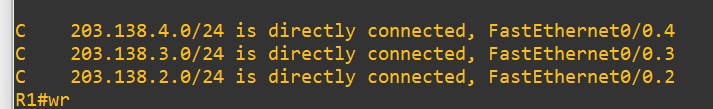 C    203.138.4.0/24 is directly connected, FastEthernet0/0.4
C    203.138.3.0/24 is directly connected, FastEthernet0/0.3
C    203.138.2.0/24 is directly connected, FastEthernet0/0.2
R1#wr